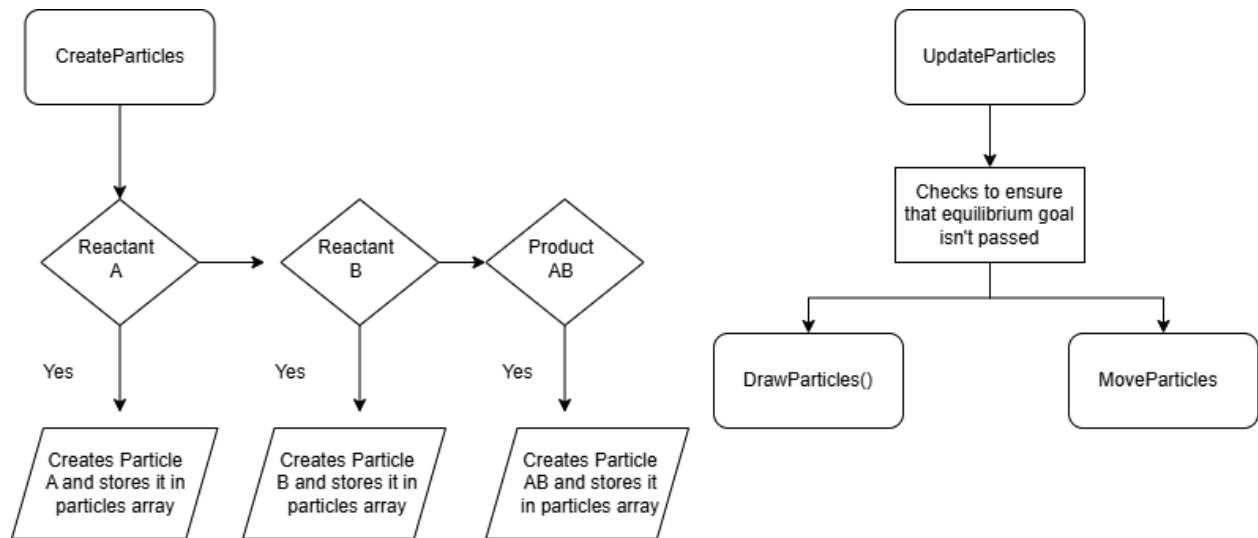 CreateParticles
Reactant
A
Reactant
B
Product
AB
Yes
Yes
Yes
Creates Particle
A and stores it in
particles array
Creates Particle
B and stores it in
particles array
Creates Particle
AB and stores it
in particles array
UpdateParticles
Checks to ensure
that equilibrium goal
isn't passed
DrawParticles()
MoveParticles